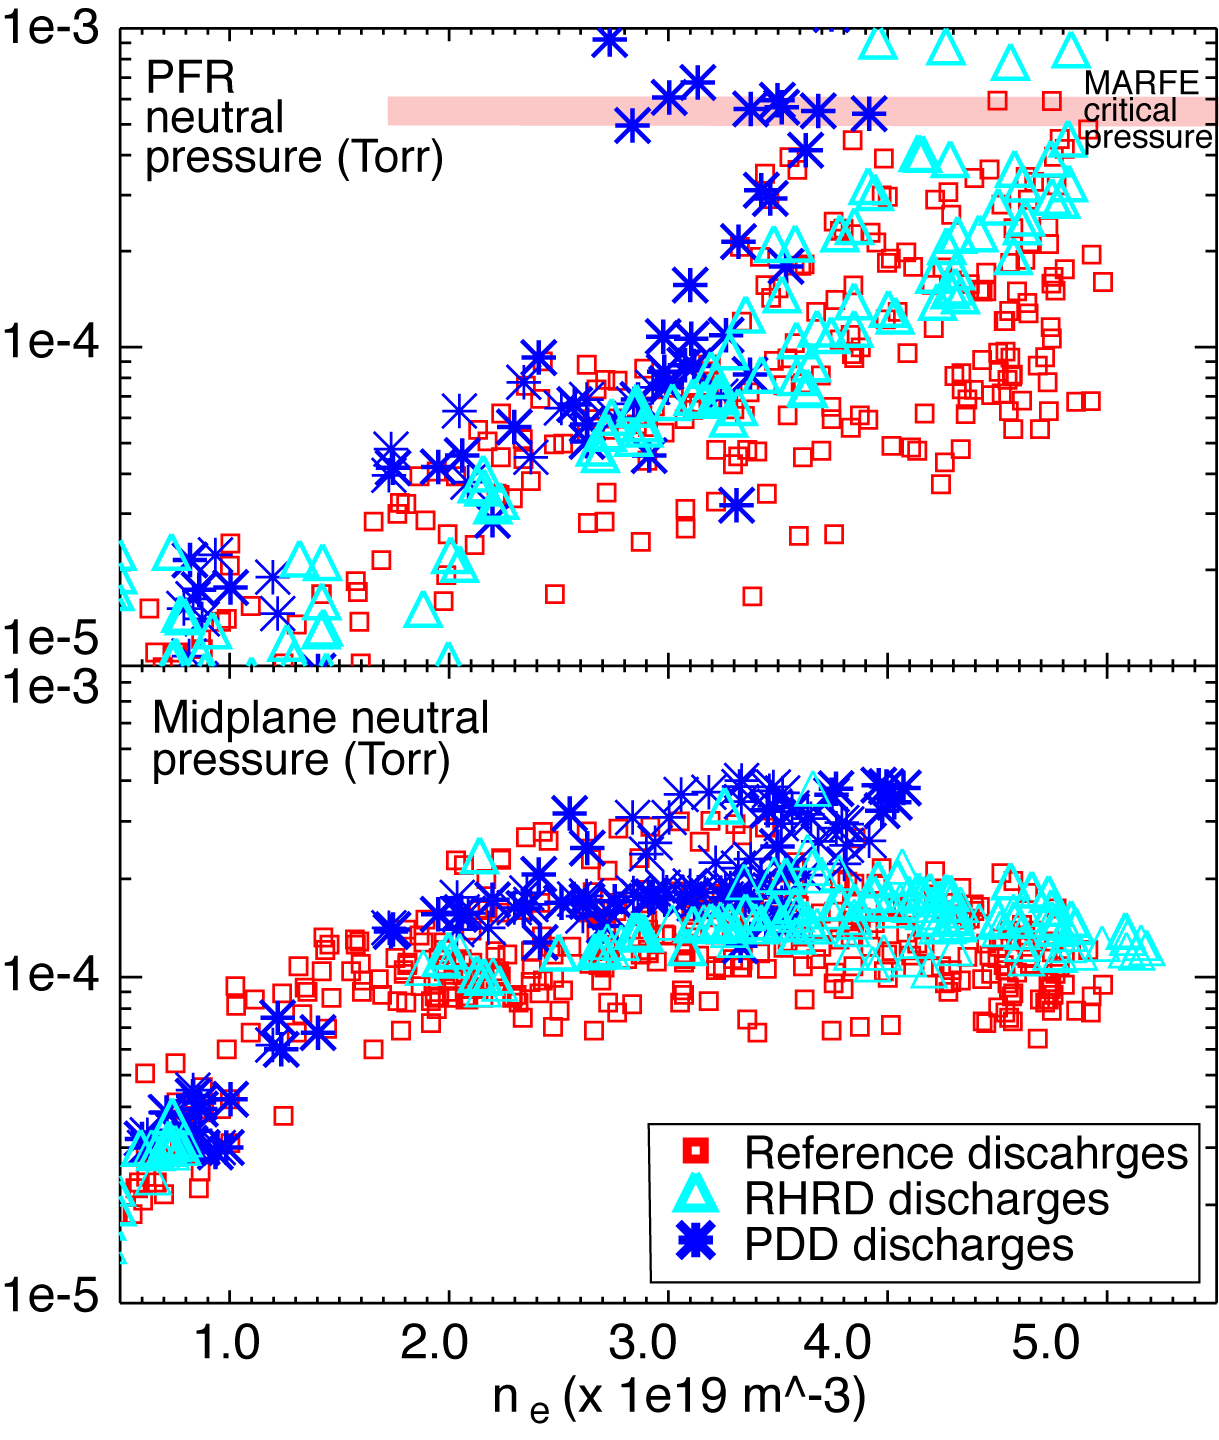 1e-3
PFR
neutral
pressure (Torr)
MARFE
critical
pressure
1e-4
1e-5
1e-3
Midplane neutral
pressure (Torr)
1e-4
Reference discahrges
RHRD discharges
PDD discharges
1e-5
1.0 2.0 3.0 4.0 5.0
n e (x 1e19 m^-3)